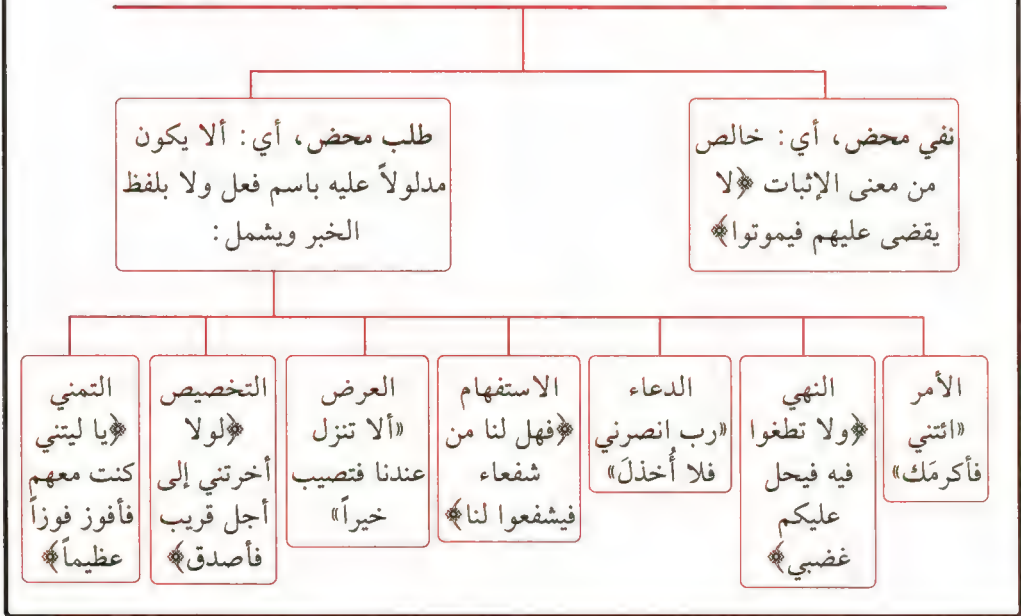 نفي محض، أي: خالص
من معنى الإثبات ﴿لا
يقضى عليهم فيموتوا﴾
طلب محض، أي: ألا يكون
مدلولاً عليه باسم فعل ولا بلفظ
الخبر ويشمل:
الأمر
«ائتني
فأكرمَك»
النهي
﴿ولا تطغوا
فيه فيحل
عليكم
غضبي﴾
الدعاء
«رب انصرني
فلا أُخذلَ»
الاستفهام
﴿فهل لنا من
شفعاء
فيشفعوا لنا﴾
العرض
«ألا تنزل
عندنا فتصيب
خيراً»
التخصيص
﴿لولا
أخرتني إلى
أجل قريب
فأصدق﴾
التمني
﴿يا ليتني
كنت معهم
فأفوز فوزاً
عظيماً﴾